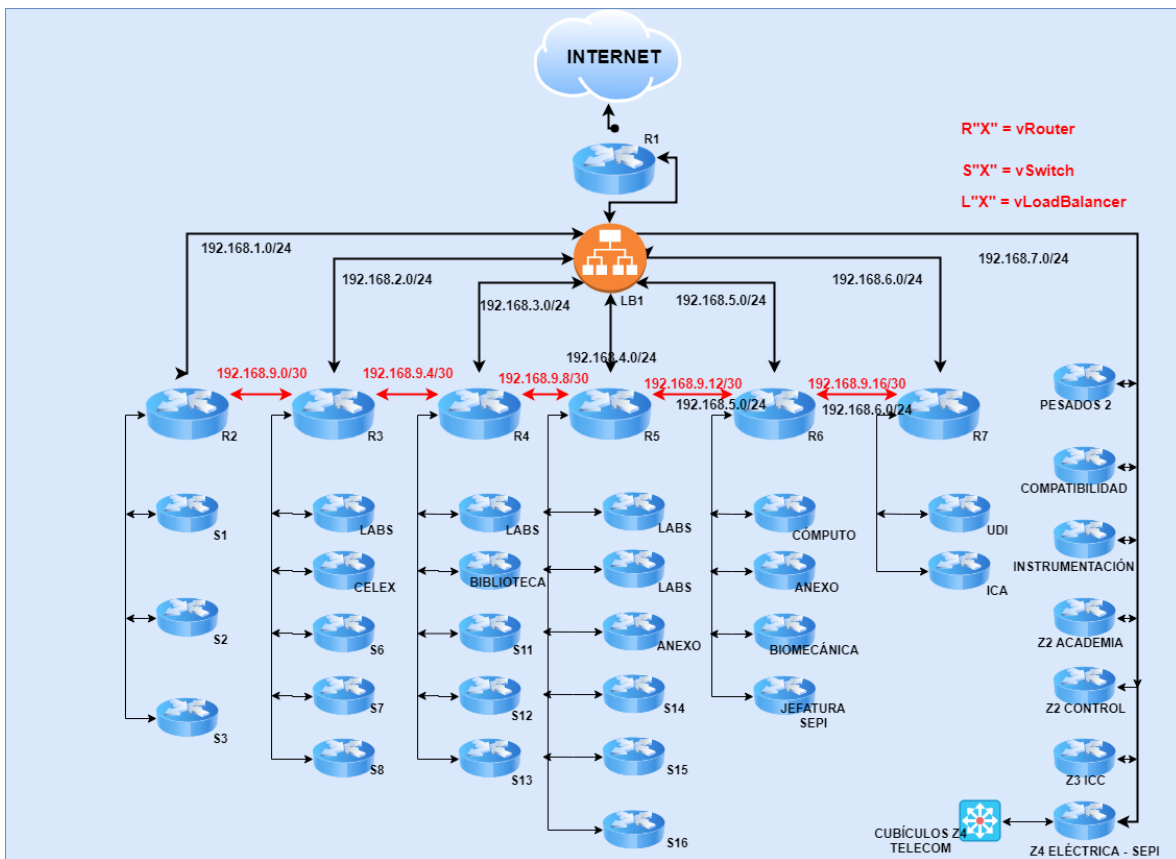 INTERNET
R1
R"X" = vRouter
S"X" = vSwitch
L"X" = vLoadBalancer
192.168.1.0/24
192.168.7.0/24
192.168.2.0/24
192.168.6.0/24
192.168.3.0/24
LB1
192.168.5.0/24
192.168.4.0/24
192.168.9.0/30
192.168.9.4/30
192.168.9.8/30
192.168.9.12/30
192.168.9.16/30
192.168.5.0/24
192.168.6.0/24
R2
R3
R4
R5
R6
R7
PESADOS 2
COMPATIBILIDAD
INSTRUMENTACIÓN
Z2 ACADEMIA
Z2 CONTROL
Z3 ICC
Z4 ELÉCTRICA - SEPI
CUBÍCULOS Z4
TELECOM
S1
S2
S3
LABS
CELEX
S6
S7
S8
LABS
BIBLIOTECA
S11
S12
S13
LABS
LABS
ANEXO
S14
S15
S16
CÓMPUTO
ANEXO
BIOMECÁNICA
JEFATURA
SEPI
UDI
ICA